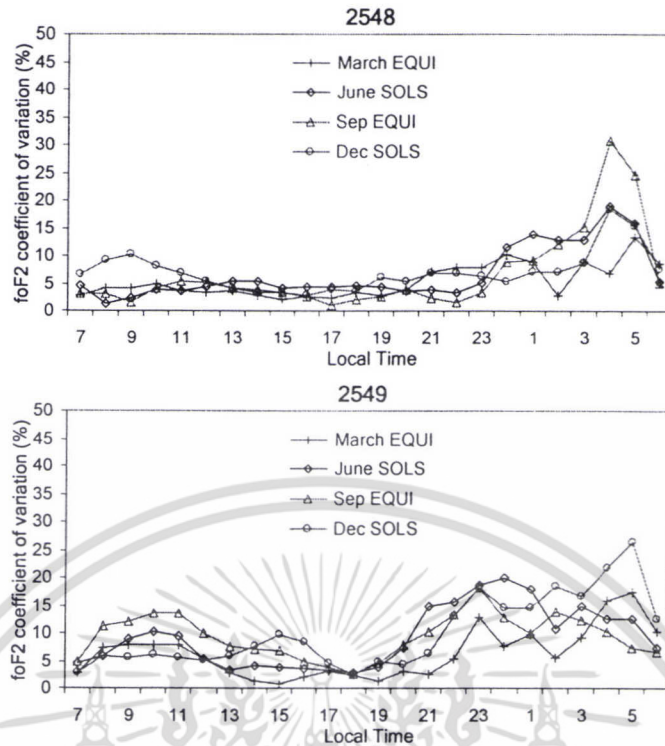 2548
foF2 coefficient of variation (%)
50
45
40
35
30
25
20
15
10
5
0
March EQUI
June SOLS
Sep EQUI
Dec SOLS
7 9 11 13 15 17 19 21 23 1 3 5
Local Time
2549
foF2 coefficient of variation (%)
50
45
40
35
30
25
20
15
10
5
0
March EQUI
June SOLS
Sep EQUI
Dec SOLS
7 9 11 13 15 17 19 21 23 1 3 5
Local Time